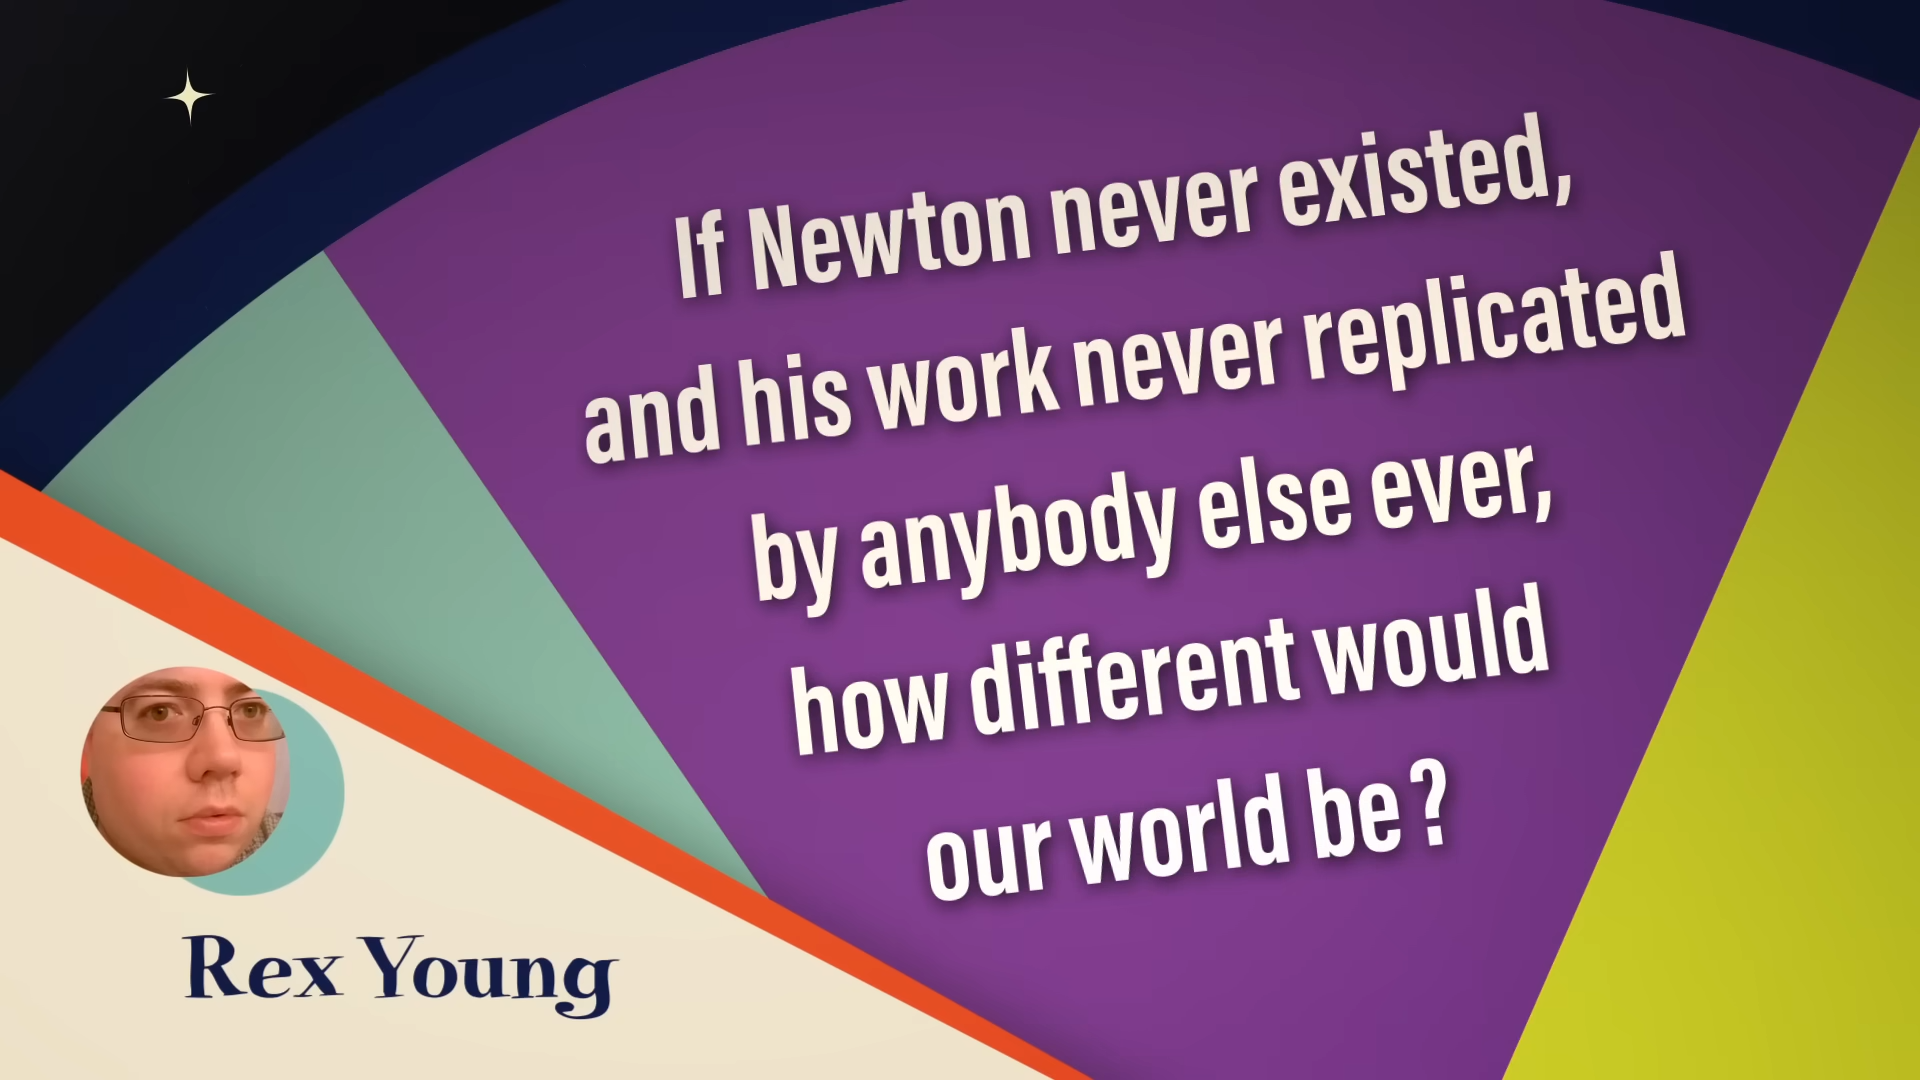 If Newton never existed,
and his work never replicated
by anybody else ever,
how different would
our world be?
Rex Young